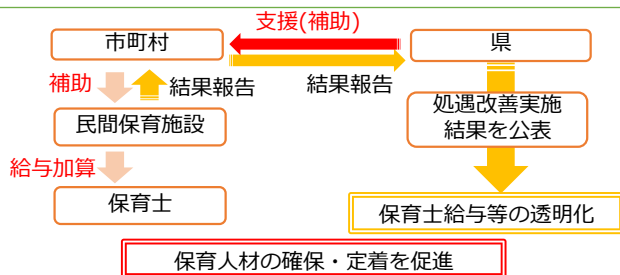 支援(補助)
市町村
県
補助
結果報告
結果報告
民間保育施設
処遇改善実施
結果を公表
給与加算
保育士
保育士給与等の透明化
保育人材の確保・定着を促進